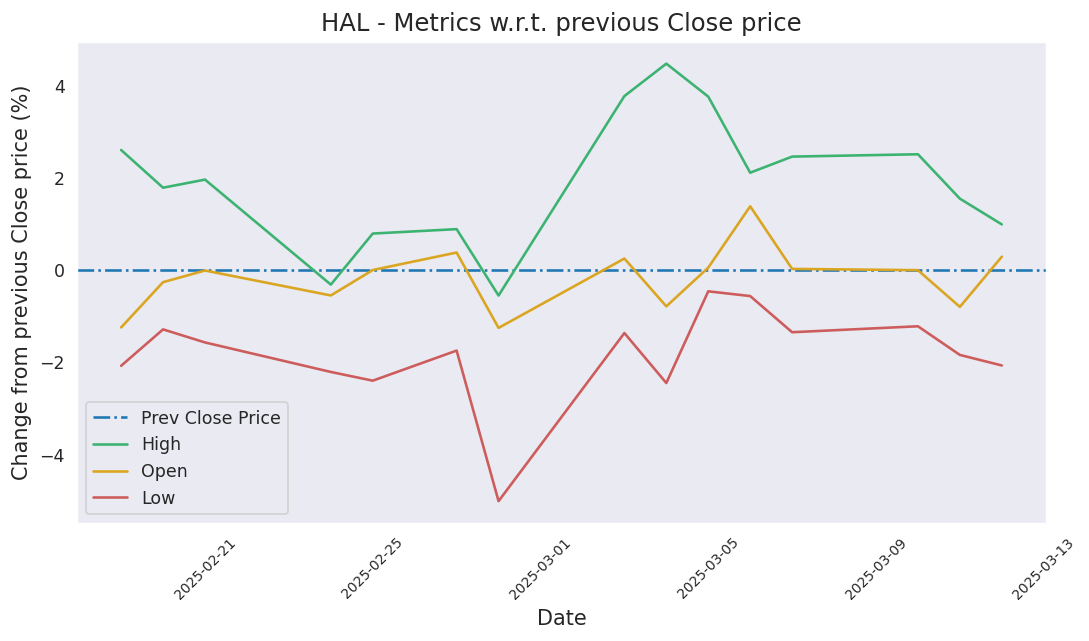 HAL - Metrics w.r.t. previous Close price
Change from previous Close price (%)
4
2
0
−2
−4
Prev Close Price
High
Open
Low
2025-02-21
2025-02-25
2025-03-01
2025-03-05
2025-03-09
2025-03-13
Date